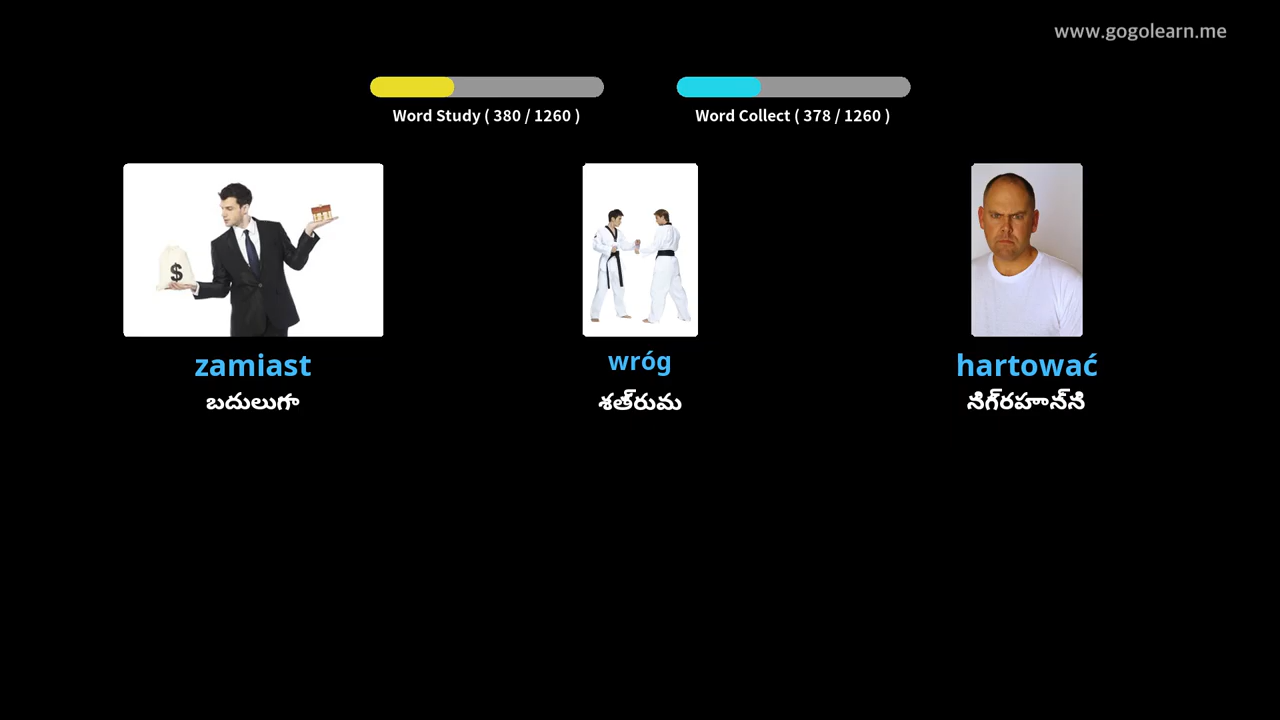 www.gogolearn.me
Word Study ( 380 / 1260 )
Word Collect ( 378 / 1260 )
zamiast
wróg
hartować
బదులుగా
శత్‌రుమ
నిగ్‌రహాన్‌ని